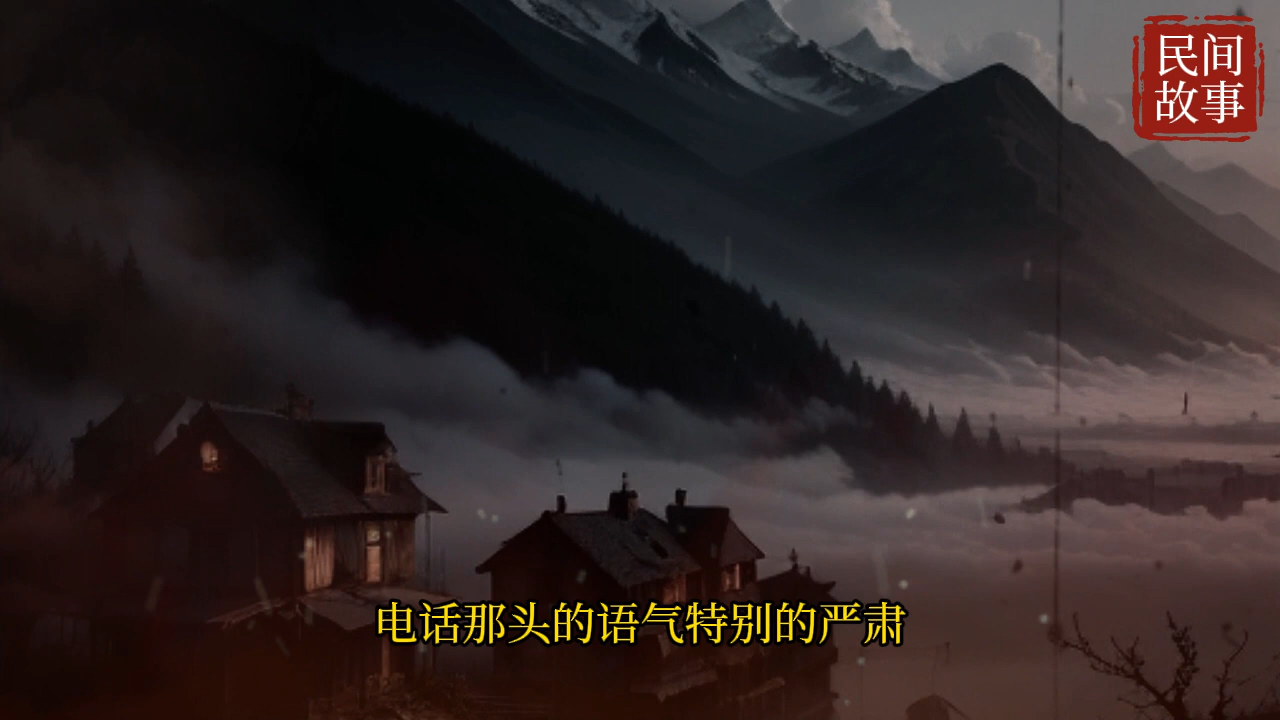 民间
故事
电话那头的语气特别的严肃